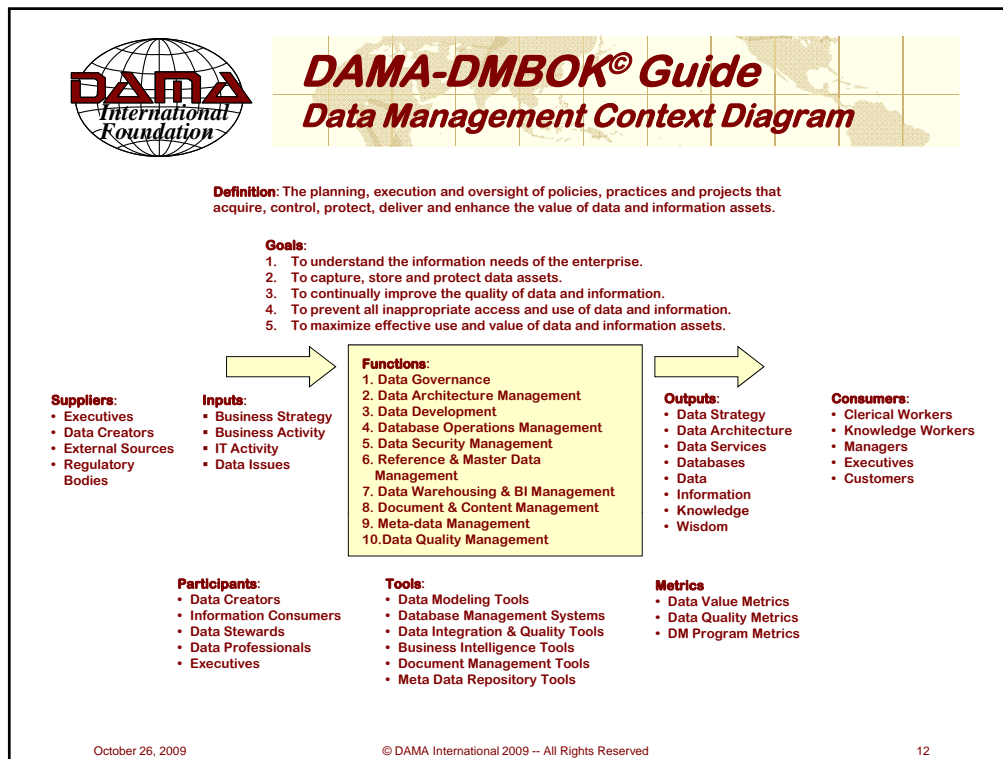 DAMA
International
Foundation
DAMA-DMBOK© Guide
Data Management Context Diagram
Definition: The planning, execution and oversight of policies, practices and projects that
acquire, control, protect, deliver and enhance the value of data and information assets.
Goals:
1. To understand the information needs of the enterprise.
2. To capture, store and protect data assets.
3. To continually improve the quality of data and information.
4. To prevent all inappropriate access and use of data and information.
5. To maximize effective use and value of data and information assets.
Suppliers:
• Executives
• Data Creators
• External Sources
• Regulatory
Bodies
Inputs:
▪ Business Strategy
▪ Business Activity
▪ IT Activity
▪ Data Issues
Functions:
1. Data Governance
2. Data Architecture Management
3. Data Development
4. Database Operations Management
5. Data Security Management
6. Reference & Master Data
Management
7. Data Warehousing & BI Management
8. Document & Content Management
9. Meta-data Management
10.Data Quality Management
Outputs:
• Data Strategy
• Data Architecture
• Data Services
• Databases
• Data
• Information
• Knowledge
• Wisdom
Consumers:
• Clerical Workers
• Knowledge Workers
• Managers
• Executives
• Customers
Participants:
• Data Creators
• Information Consumers
• Data Stewards
• Data Professionals
• Executives
Tools:
• Data Modeling Tools
• Database Management Systems
• Data Integration & Quality Tools
• Business Intelligence Tools
• Document Management Tools
• Meta Data Repository Tools
Metrics
• Data Value Metrics
• Data Quality Metrics
• DM Program Metrics
October 26, 2009
© DAMA International 2009 -- All Rights Reserved
12